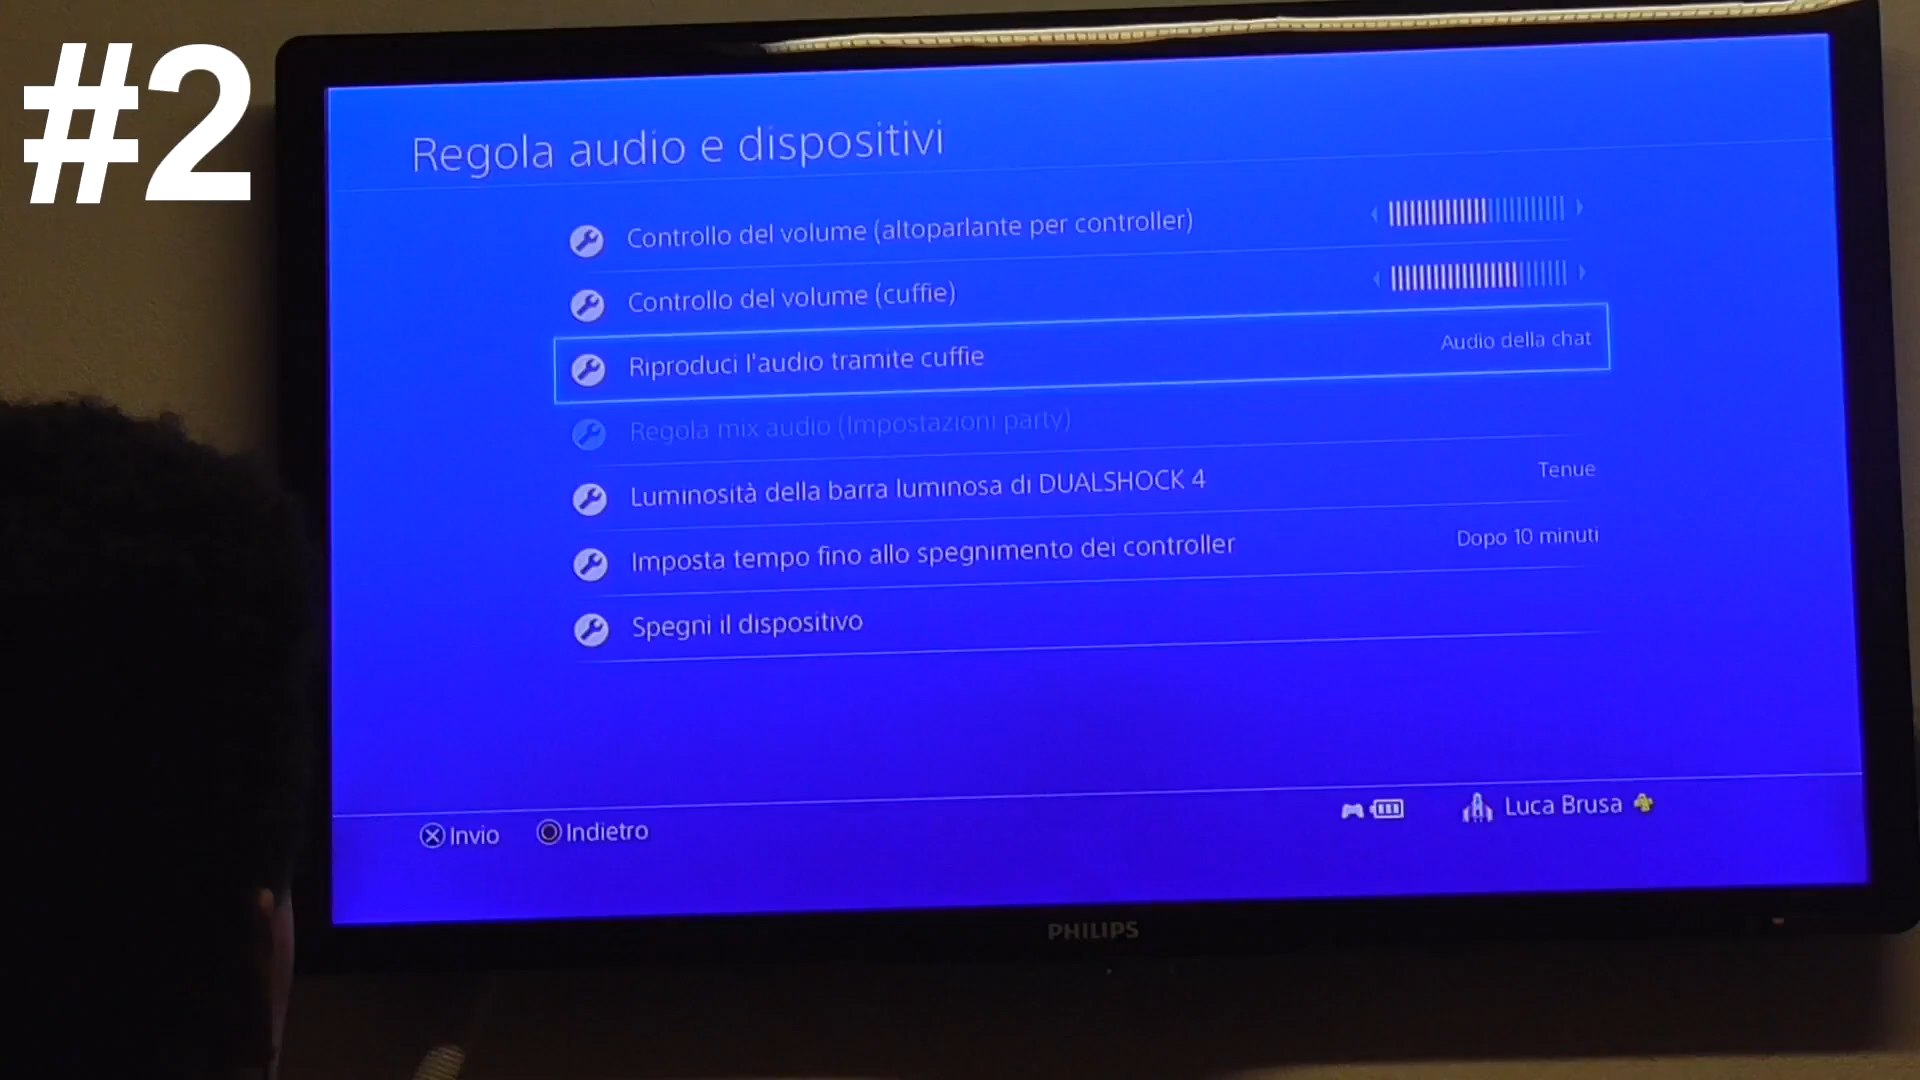 #2
Regola audio e dispositivi
Controllo del volume (altoparlante per controller)
Controllo del volume (cuffie)
Riproduci l'audio tramite cuffie Audio della chat
Regola mix audio (Impostazioni party)
Luminosità della barra luminosa di DUALSHOCK 4 Tenue
Imposta tempo fino allo spegnimento dei controller Dopo 10 minuti
Spegni il dispositivo
Invio Indietro Luca Brusa
PHILIPS